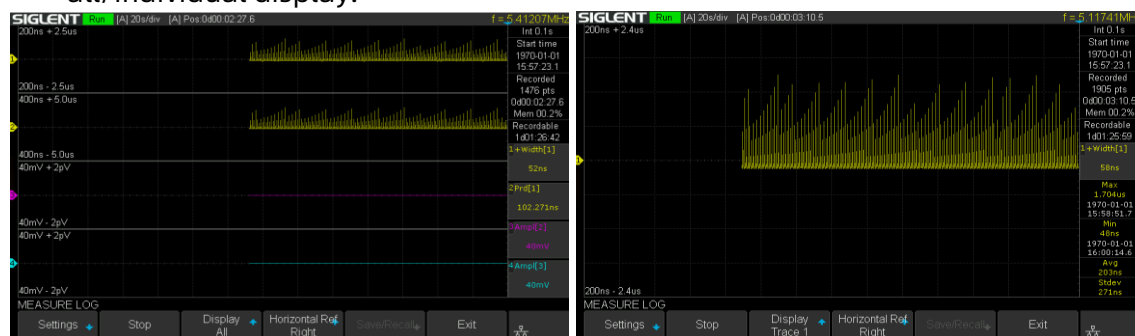 all/individual display.
SIGLENT Run [A] 20s/div [A] Pos:0d00:02:27.6 f = 5.41207MHz
200ns + 2.5us
Int 0.1s
Start time
1970-01-01
15:57:23.1
Recorded
1476 pts
0d00:02:27.6
Mem 00.2%
Recordable
1d01:26:42
1
200ns - 2.5us
400ns + 5.0us
2
400ns - 5.0us
40mV + 2pV
40mV - 2pV
40mV + 2pV
4
40mV - 2pV
1+Width[1]
52ns
2Prd[1]
102.271ns
3Ampl[2]
40mV
4Ampl[3]
40mV
MEASURE LOG
Settings Stop Display All Horizontal Ref Right Save/Recall Exit
SIGLENT Run [A] 20s/div [A] Pos:0d00:03:10.5 f = 5.11741MH
200ns + 2.4us
Int 0.1s
Start time
1970-01-01
15:57:23.1
Recorded
1905 pts
0d00:03:10.5
Mem 00.2%
Recordable
1d01:25:59
1
1+Width[1]
58ns
Max
1.704us
1970-01-01
15:58:51.7
Min
48ns
1970-01-01
16:00:14.6
Avg
203ns
Stdev
271ns
200ns - 2.4us
MEASURE LOG
Settings Stop Display Trace 1 Horizontal Ref Right Save/Recall Exit